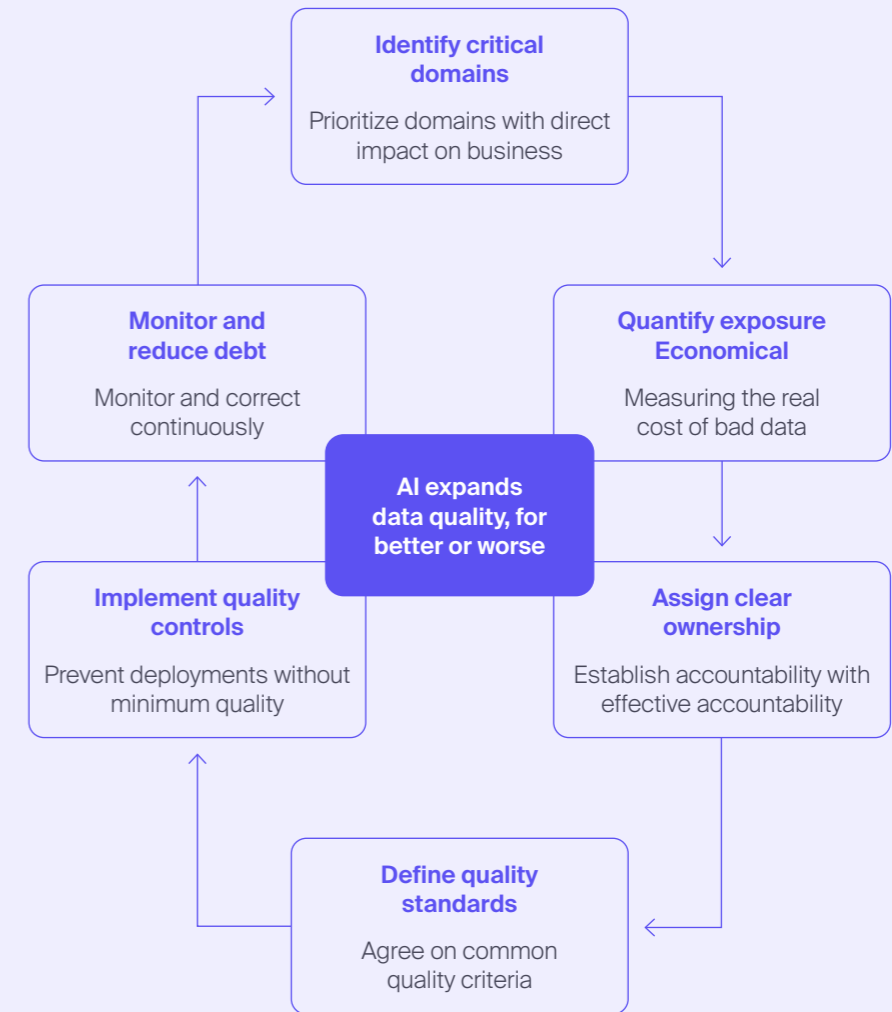 Identify critical
domains
Prioritize domains with direct
impact on business
Quantify exposure
Economical
Measuring the real
cost of bad data
Assign clear
ownership
Establish accountability with
effective accountability
Define quality
standards
Agree on common
quality criteria
Implement quality
controls
Prevent deployments without
minimum quality
Monitor and
reduce debt
Monitor and correct
continuously
AI expands
data quality, for
better or worse